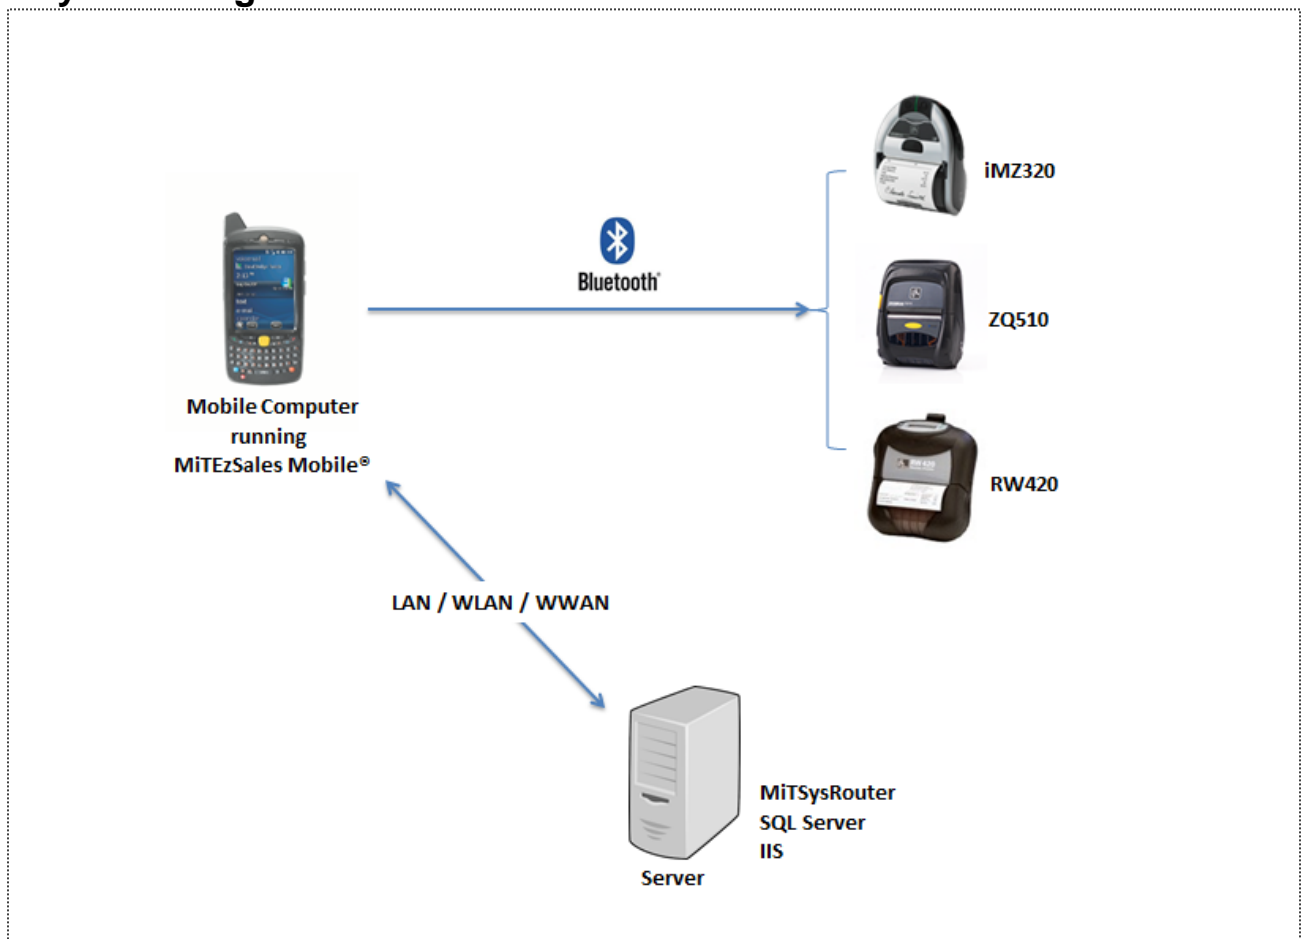 iMZ320
Bluetooth®
ZQ510
Mobile Computer
running
MiTEzSales Mobile®
RW420
LAN / WLAN / WWAN
MiTSysRouter
SQL Server
IIS
Server